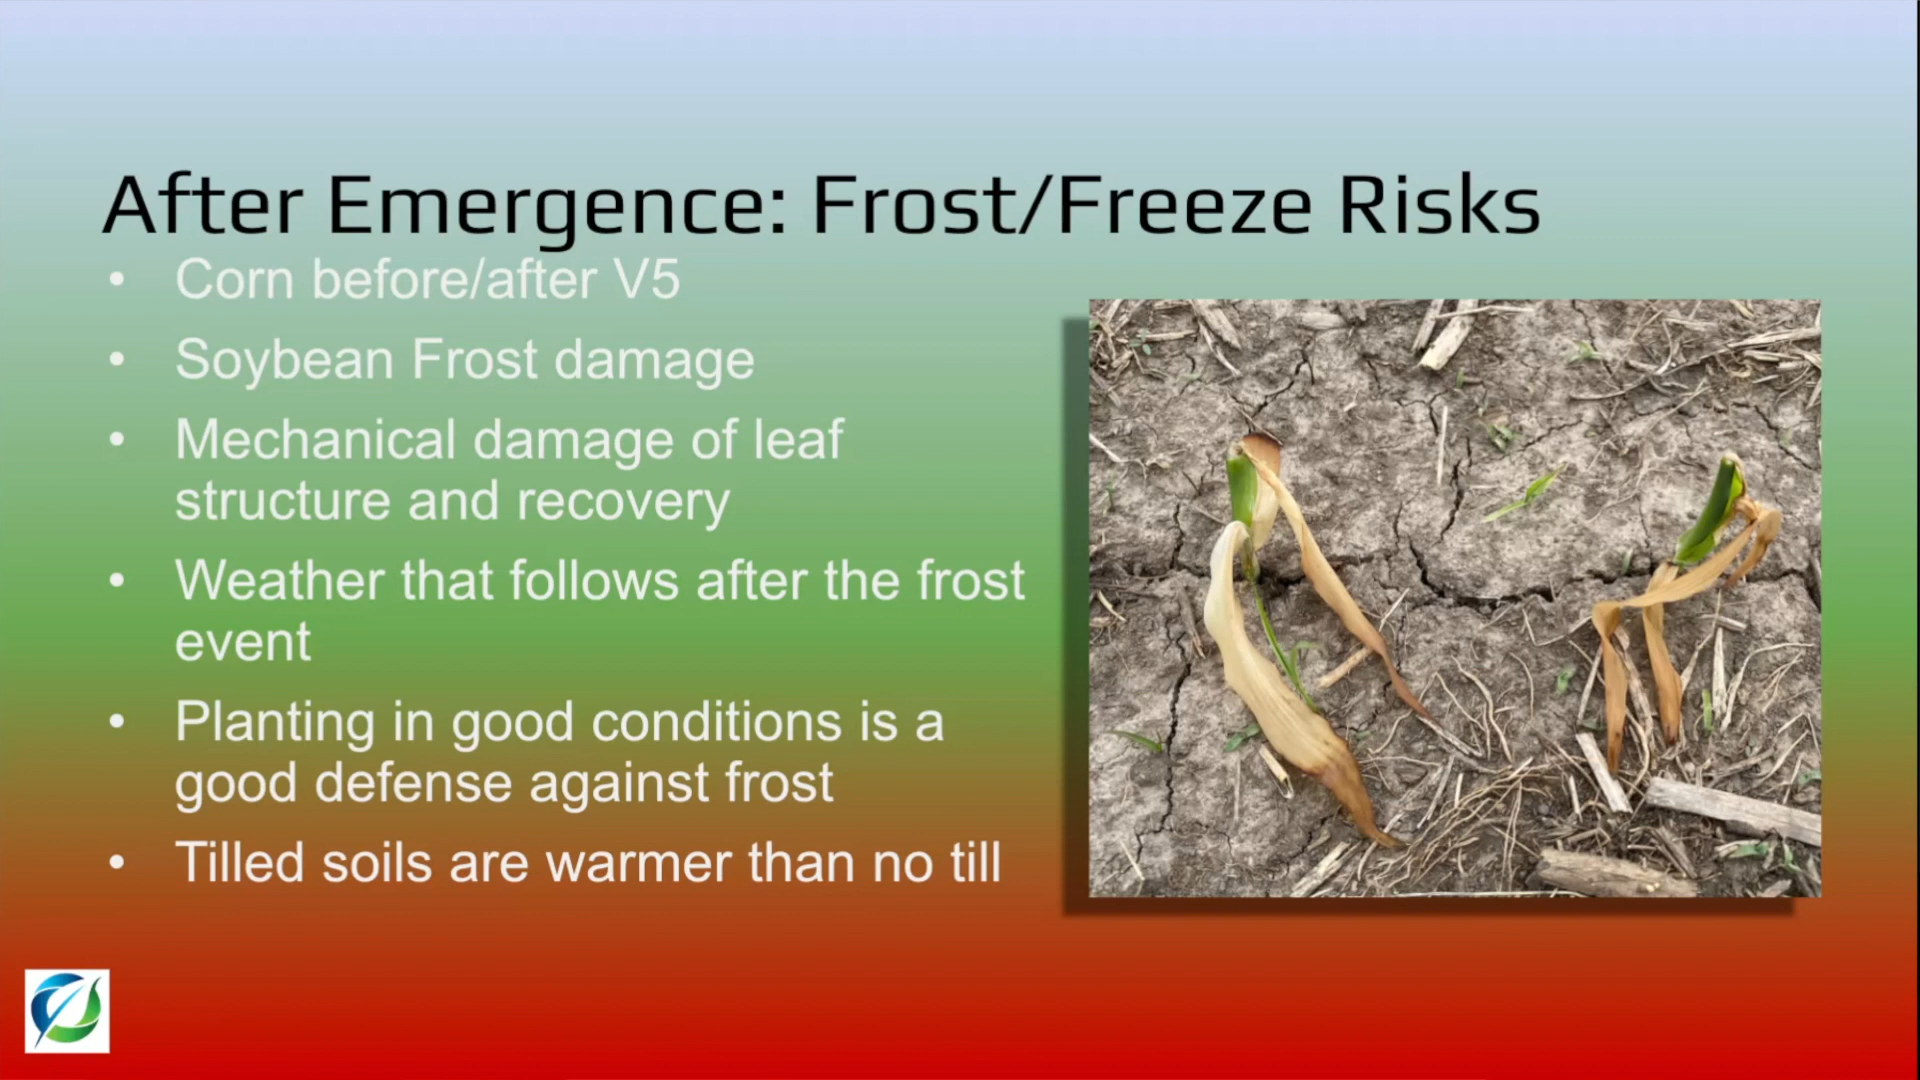 After Emergence: Frost/Freeze Risks
• Corn before/after V5
• Soybean Frost damage
• Mechanical damage of leaf
structure and recovery
• Weather that follows after the frost
event
• Planting in good conditions is a
good defense against frost
• Tilled soils are warmer than no till